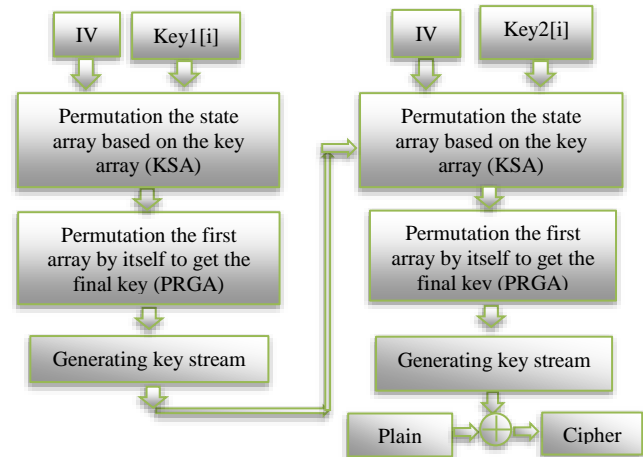 IV
Key1[i]
Permutation the state
array based on the key
array (KSA)
Permutation the first
array by itself to get the
final key (PRGA)
Generating key stream
IV
Key2[i]
Permutation the state
array based on the key
array (KSA)
Permutation the first
array by itself to get the
final key (PRGA)
Generating key stream
Plain
Cipher